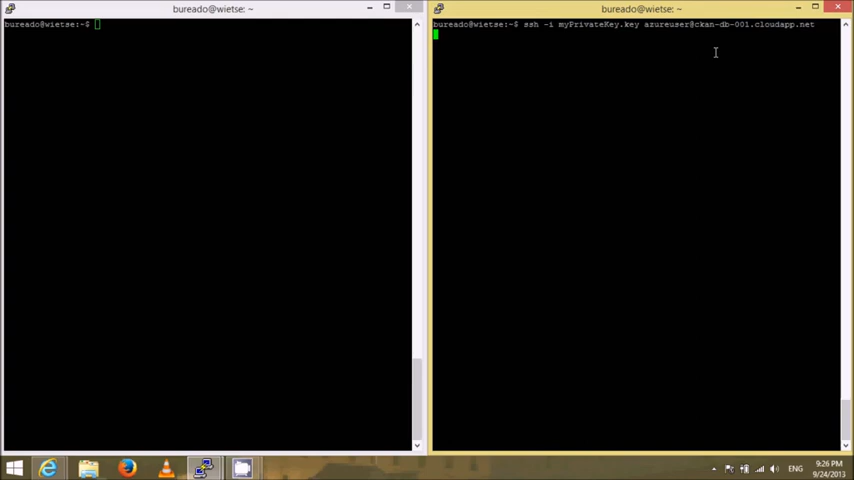 bureado@wietse: ~
bureado@wietse:~$
bureado@wietse: ~
bureado@wietse:~$ ssh -i myPrivateKey.key azureuser@ckan-db-001.cloudapp.net
ENG
9:26 PM
9/24/2013